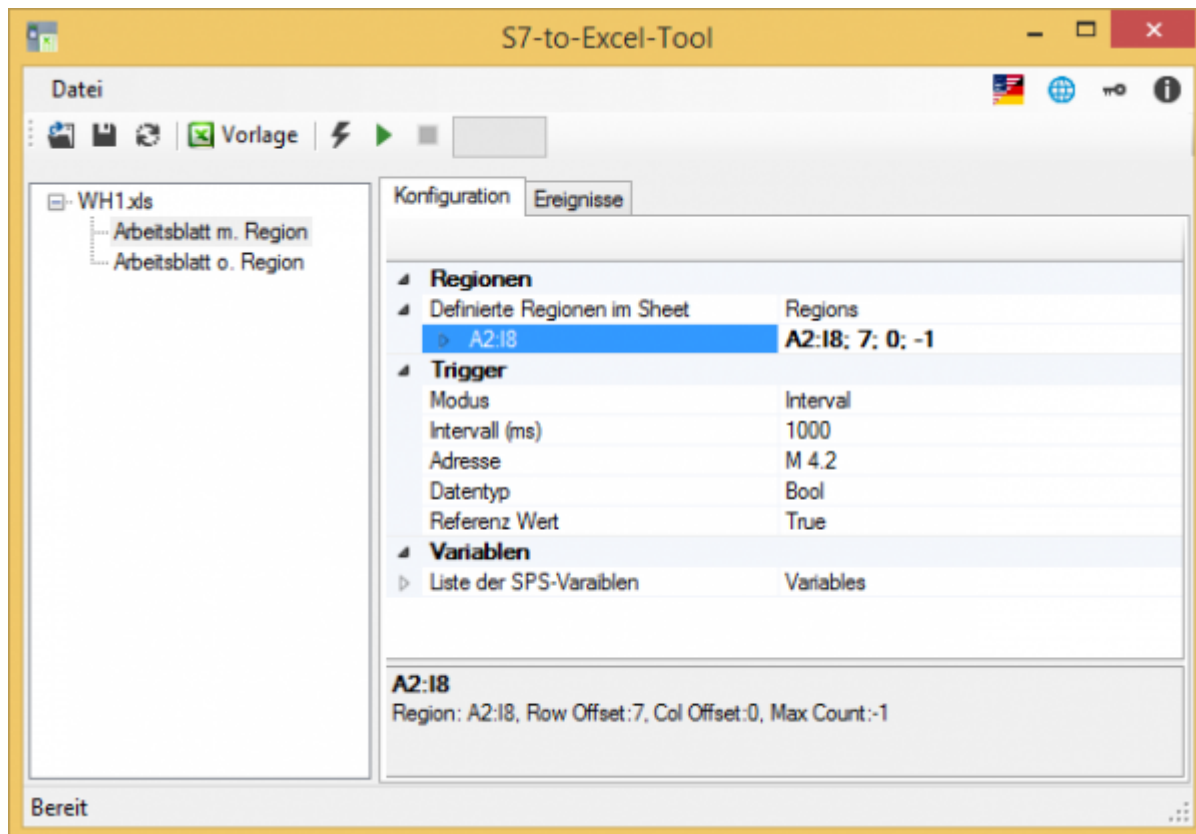 S7-to-Excel-Tool
Datei
Vorlage
WH1.xls
Arbeitsblatt m. Region
Arbeitsblatt o. Region
Konfiguration Ereignisse
Regionen
Definierte Regionen im Sheet Regions
A2:I8 A2:I8; 7; 0; -1
Trigger
Modus Interval
Intervall (ms) 1000
Adresse M 4.2
Datentyp Bool
Referenz Wert True
Variablen
Liste der SPS-Varaiblen Variables
A2:I8
Region: A2:I8, Row Offset:7, Col Offset:0, Max Count:-1
Bereit